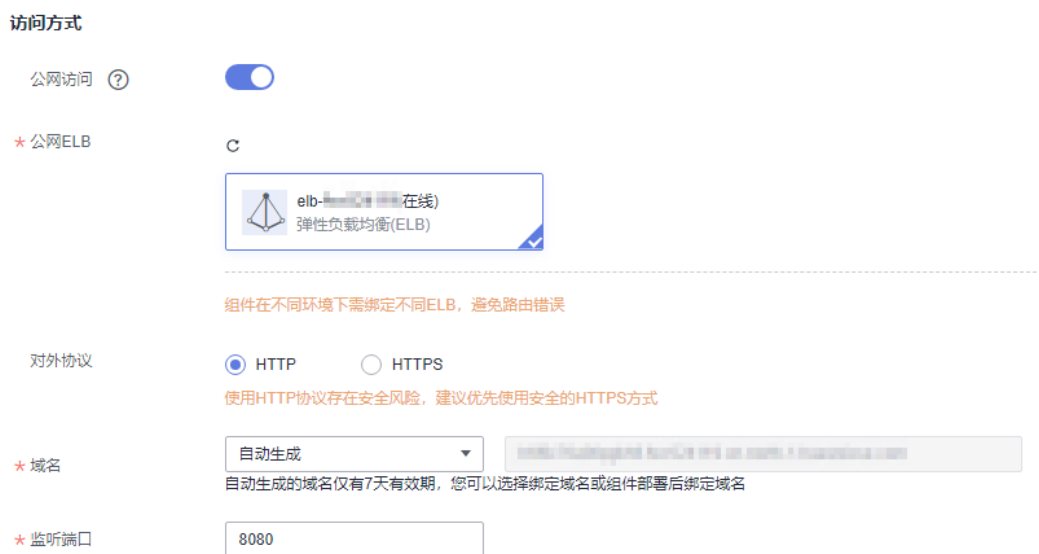 访问方式
公网访问 ?
* 公网ELB
elb- 在线)
弹性负载均衡(ELB)
组件在不同环境下需绑定不同ELB，避免路由错误
对外协议 HTTP HTTPS
使用HTTP协议存在安全风险，建议优先使用安全的HTTPS方式
* 域名 自动生成
自动生成的域名仅有7天有效期，您可以选择绑定域名或组件部署后绑定域名
* 监听端口 8080